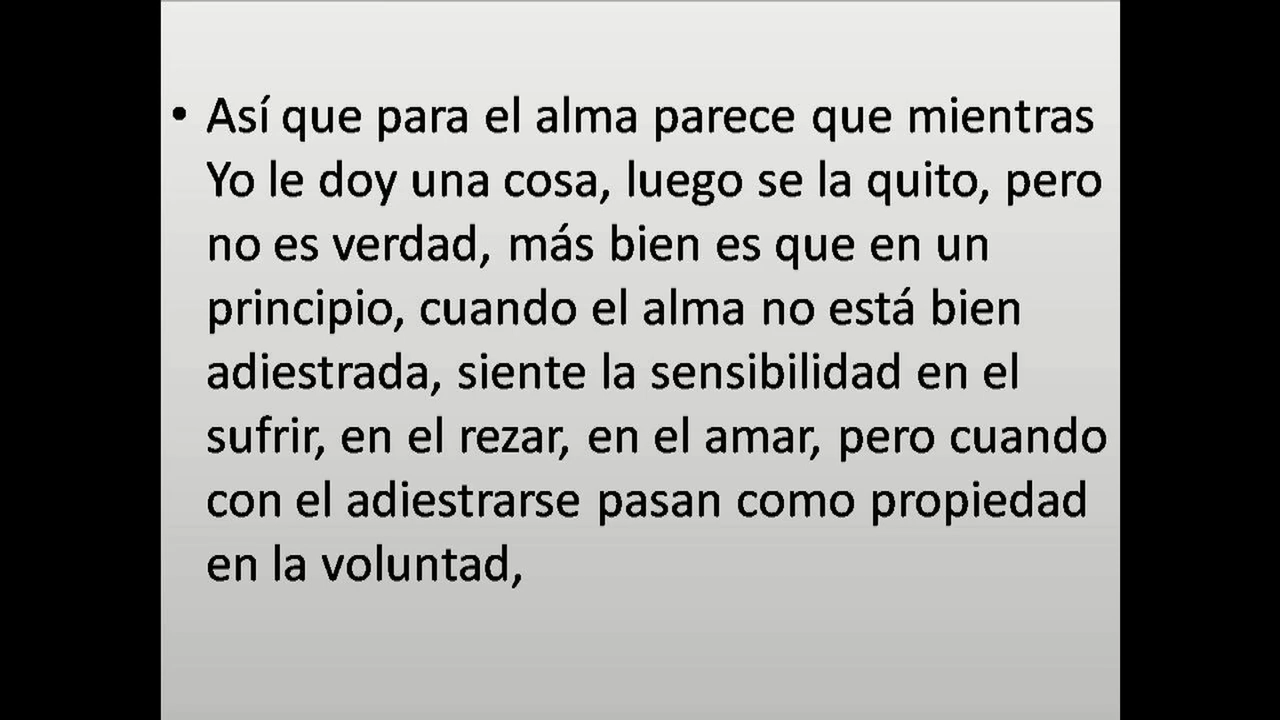 • Así que para el alma parece que mientras
Yo le doy una cosa, luego se la quito, pero
no es verdad, más bien es que en un
principio, cuando el alma no está bien
adiestrada, siente la sensibilidad en el
sufrir, en el rezar, en el amar, pero cuando
con el adiestrarse pasan como propiedad
en la voluntad,